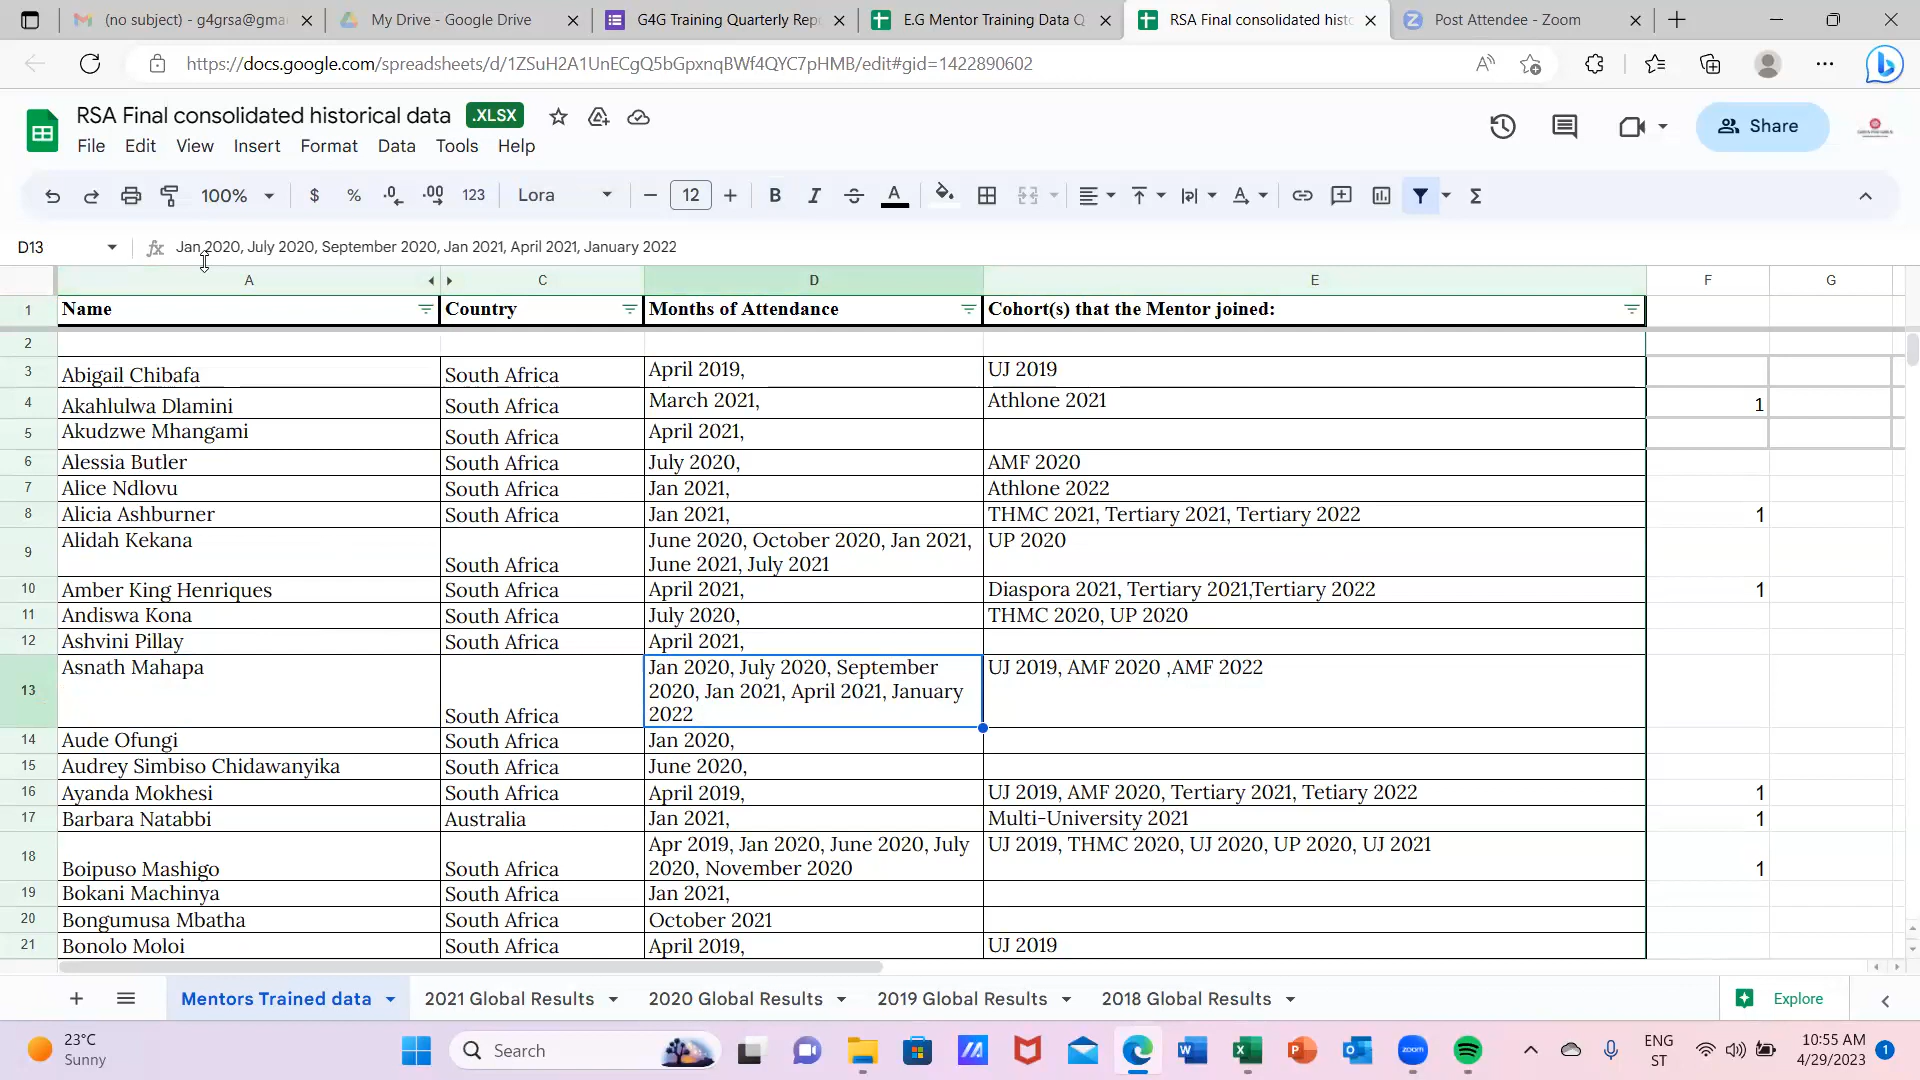 (no subject) - g4grsa@gma
My Drive - Google Drive
G4G Training Quarterly Rep
E.G Mentor Training Data Q
RSA Final consolidated histo
Post Attendee - Zoom
https://docs.google.com/spreadsheets/d/1ZSuH2A1UnECgQ5bGpxnqBWf4QYC7pHMB/edit#gid=1422890602
RSA Final consolidated historical data .XLSX
Share
File Edit View Insert Format Data Tools Help
100% $ % .0 .00 123 Lora 12 B I A
D13 fx Jan 2020, July 2020, September 2020, Jan 2021, April 2021, January 2022
A C D E F G
1 Name Country Months of Attendance Cohort(s) that the Mentor joined:
2
3 Abigail Chibafa South Africa April 2019, UJ 2019
4 Akahlulwa Dlamini South Africa March 2021, Athlone 2021 1
5 Akudzwe Mhangami South Africa April 2021,
6 Alessia Butler South Africa July 2020, AMF 2020
7 Alice Ndlovu South Africa Jan 2021, Athlone 2022
8 Alicia Ashburner South Africa Jan 2021, THMC 2021, Tertiary 2021, Tertiary 2022 1
9 Alidah Kekana South Africa June 2020, October 2020, Jan 2021, UP 2020
June 2021, July 2021
10 Amber King Henriques South Africa April 2021, Diaspora 2021, Tertiary 2021,Tertiary 2022 1
11 Andiswa Kona South Africa July 2020, THMC 2020, UP 2020
12 Ashvini Pillay South Africa April 2021,
13 Asnath Mahapa South Africa Jan 2020, July 2020, September UJ 2019, AMF 2020 ,AMF 2022
2020, Jan 2021, April 2021, January
2022
14 Aude Ofungi South Africa Jan 2020,
15 Audrey Simbiso Chidawanyika South Africa June 2020,
16 Ayanda Mokhesi South Africa April 2019, UJ 2019, AMF 2020, Tertiary 2021, Tetiary 2022 1
17 Barbara Natabbi Australia Jan 2021, Multi-University 2021 1
18 Boipuso Mashigo South Africa Apr 2019, Jan 2020, June 2020, July UJ 2019, THMC 2020, UJ 2020, UP 2020, UJ 2021 1
2020, November 2020
19 Bokani Machinya South Africa Jan 2021,
20 Bongumusa Mbatha South Africa October 2021
21 Bonolo Moloi South Africa April 2019, UJ 2019
Mentors Trained data 2021 Global Results 2020 Global Results 2019 Global Results 2018 Global Results Explore
23°C
Sunny
Search
zoom
ENG
ST
10:55 AM
4/29/2023
1